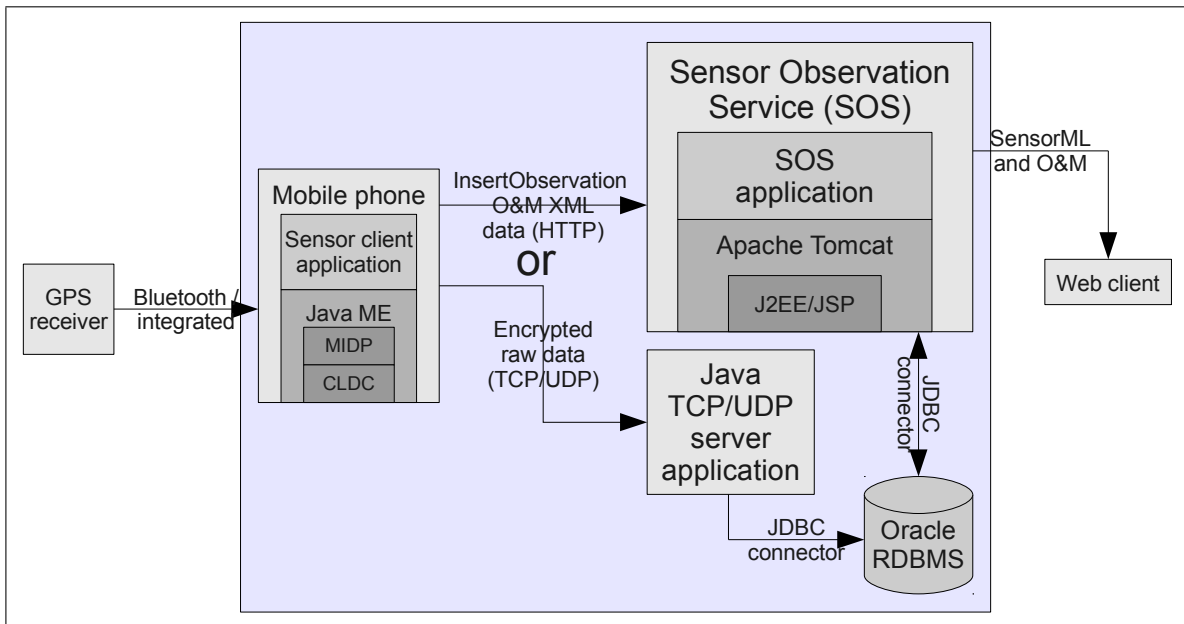 GPS
receiver
Bluetooth /
integrated
Mobile phone
Sensor client
application
Java ME
MIDP
CLDC
InsertObservation
O&M XML
data (HTTP)
or
Encrypted
raw data
(TCP/UDP)
Sensor Observation
Service (SOS)
SOS
application
Apache Tomcat
J2EE/JSP
Java
TCP/UDP
server
application
JDBC
connector
JDBC
connector
Oracle
RDBMS
SensorML
and O&M
Web client